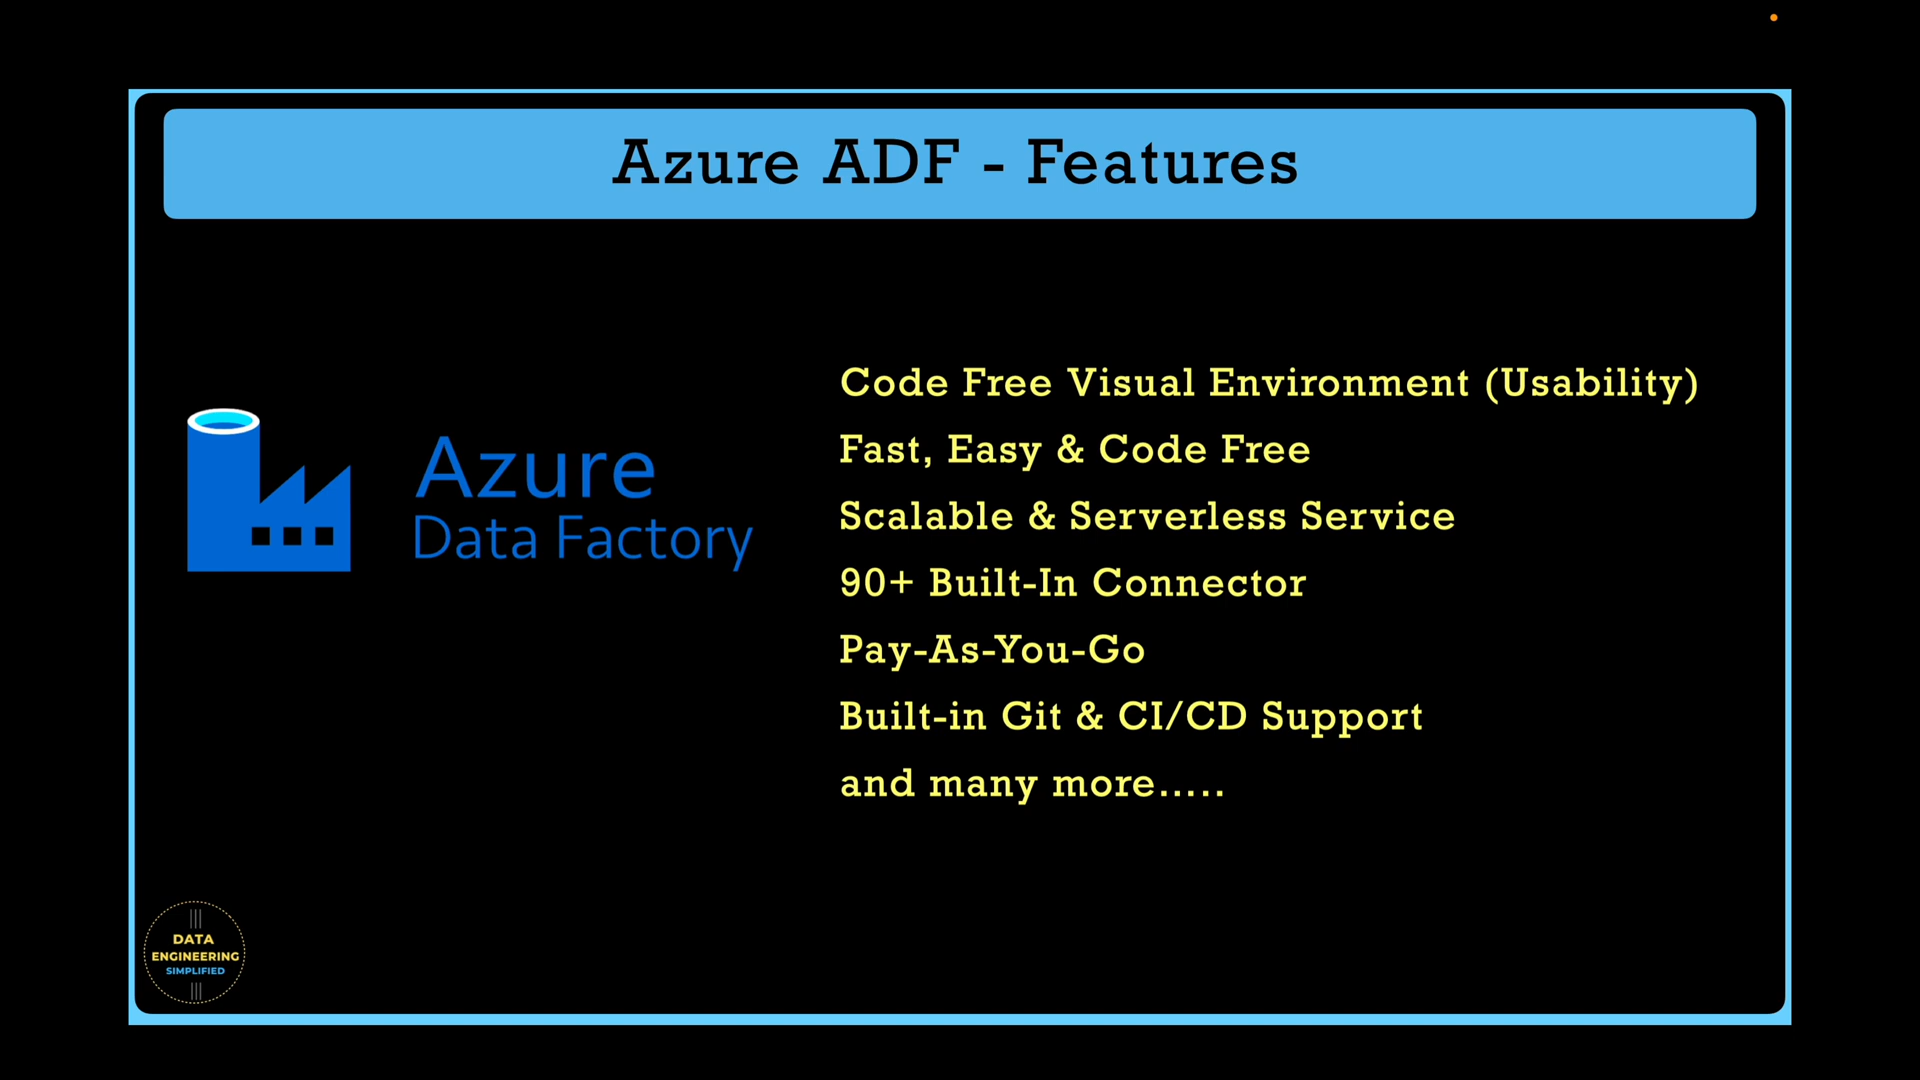 Azure ADF - Features
Azure
Data Factory
Code Free Visual Environment (Usability)
Fast, Easy & Code Free
Scalable & Serverless Service
90+ Built-In Connector
Pay-As-You-Go
Built-in Git & CI/CD Support
and many more.....
DATA
ENGINEERING
SIMPLIFIED